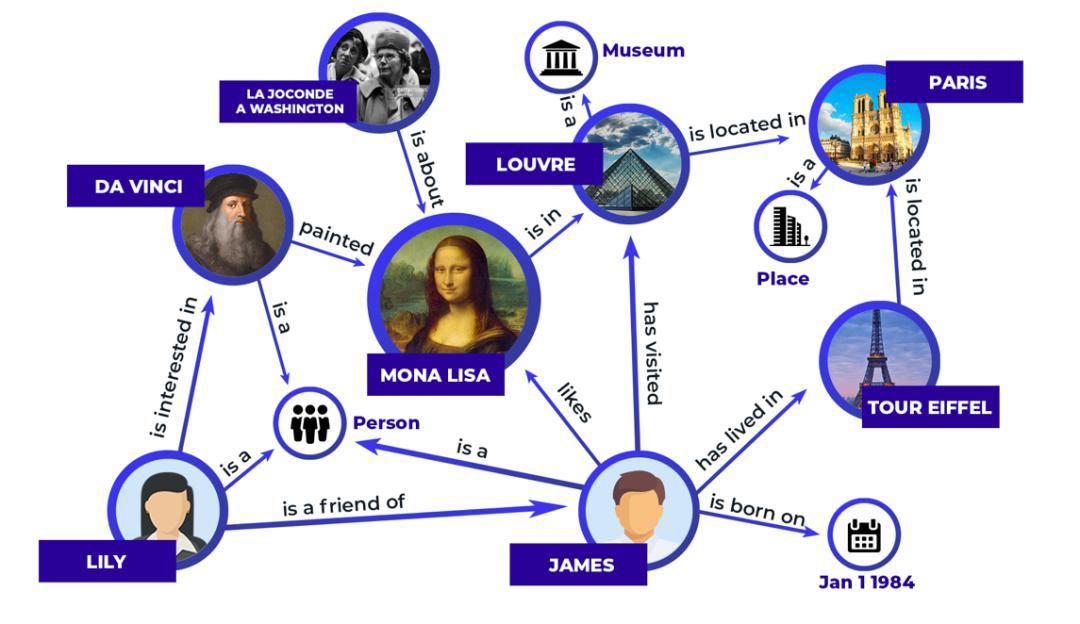 LA JOCONDE
A WASHINGTON
Museum
PARIS
is a
is located in
LOUVRE
is about
DA VINCI
is a
is located in
painted
is in
Place
is interested in
is a
has visited
MONA LISA
TOUR EIFFEL
likes
Person
has lived in
is a
is a
is a friend of
is born on
LILY
JAMES
Jan 1 1984